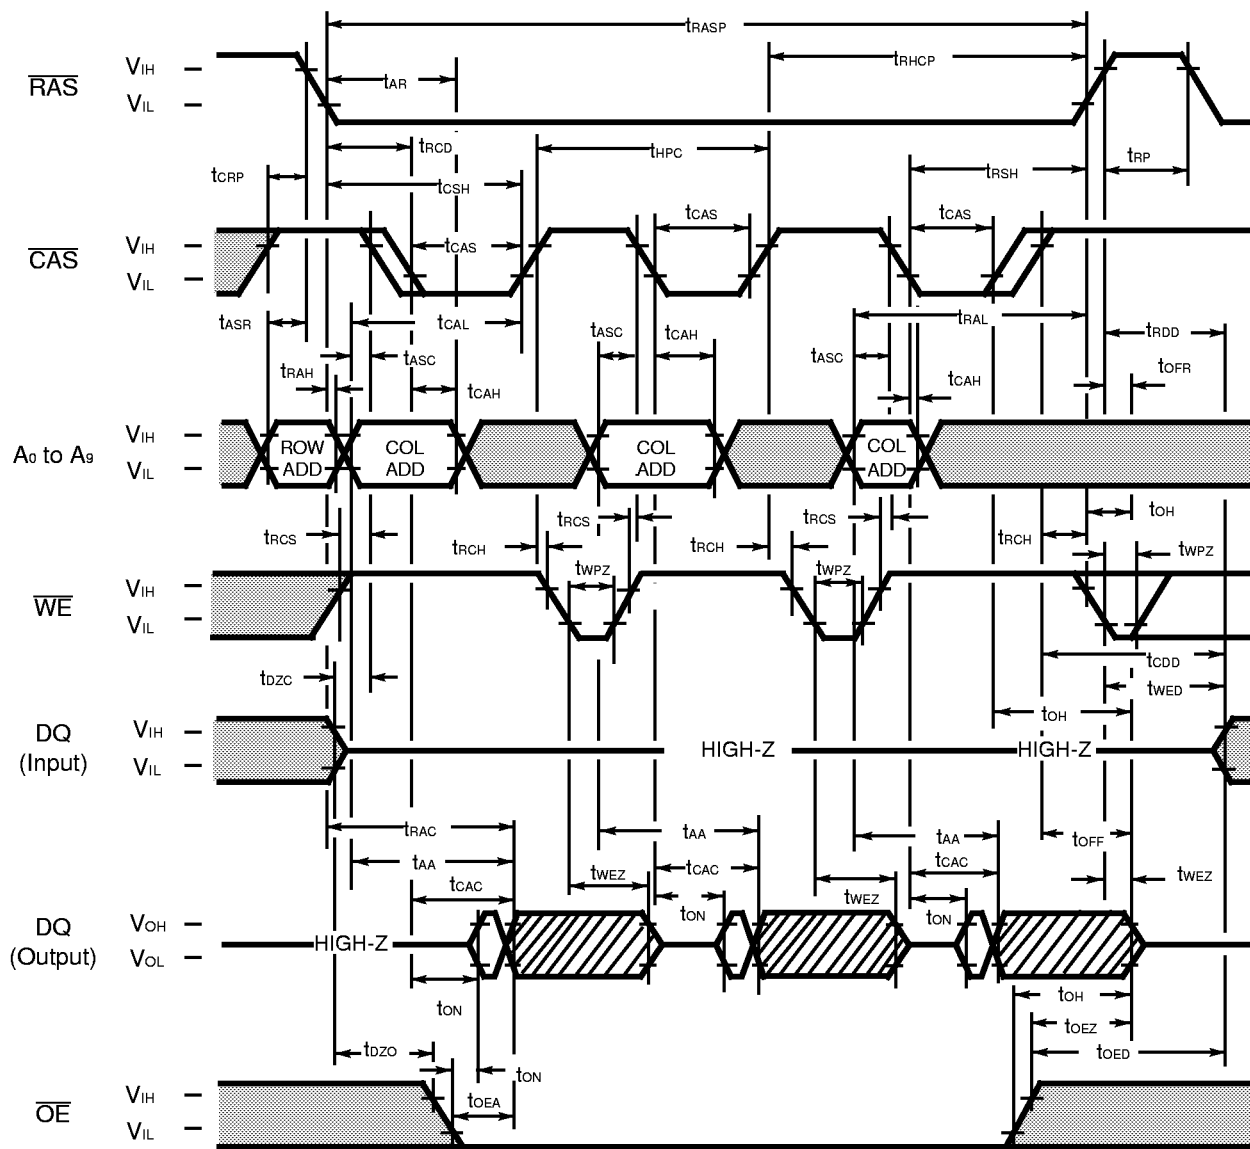 tRASP
VIH
RAS
VIL
tAR
tRHCP
tRCD
tHPC
tRP
tCRP
tCSH
tRSH
VIH
CAS
VIL
tCAS
tCAS
tCAS
tASR
tCAL
tASC
tCAH
tRAL
tRDD
tRAH
tASC
tCAH
tASC
tCAH
tOFR
A0 to A9
VIH
VIL
ROW
ADD
COL
ADD
COL
ADD
COL
ADD
tRCS
tRCH
tRCS
tRCH
tRCS
tRCH
tOH
tWPZ
tWPZ
tWPZ
VIH
WE
VIL
tDZC
tCDD
tWED
tOH
DQ
(Input)
VIH
VIL
HIGH-Z
HIGH-Z
tRAC
tAA
tAA
tOFF
tAA
tCAC
tCAC
tCAC
tWEZ
tWEZ
tWEZ
tON
tON
DQ
(Output)
VOH
VOL
HIGH-Z
tON
tOH
tOEZ
tOED
tDZO
tON
tOEA
VIH
OE
VIL